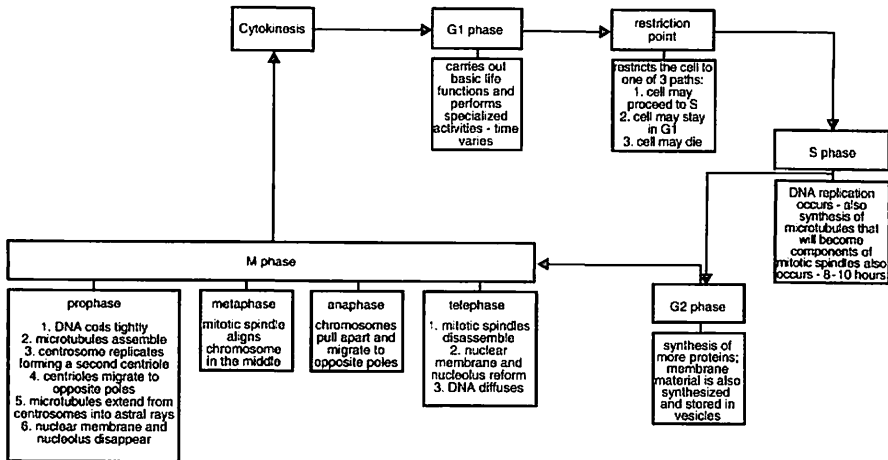 Cytokinesis
G1 phase
carries out
basic life
functions and
performs
specialized
activities - time
varies
restriction
point
restricts the cell to
one of 3 paths:
1. cell may
proceed to S
2. cell may stay
in G1
3. cell may die
S phase
DNA replication
occurs - also
synthesis of
microtubules that
will become
components of
mitotic spindles also
occurs - 8-10 hours.
G2 phase
synthesis of
more proteins;
membrane
material is also
synthesized
and stored in
vesicles
M phase
prophase
1. DNA coils tightly
2. microtubules assemble
3. centrosome replicates
forming a second centriole
4. centrioles migrate to
opposite poles
5. microtubules extend from
centrosomes into astral rays
6. nuclear membrane and
nucleolus disappear
metaphase
mitotic spindle
aligns
chromosome
in the middle
anaphase
chromosomes
pull apart and
migrate to
opposite poles
telephase
1. mitotic spindles
disassemble
2. nuclear
membrane and
nucleolus reform
3. DNA diffuses